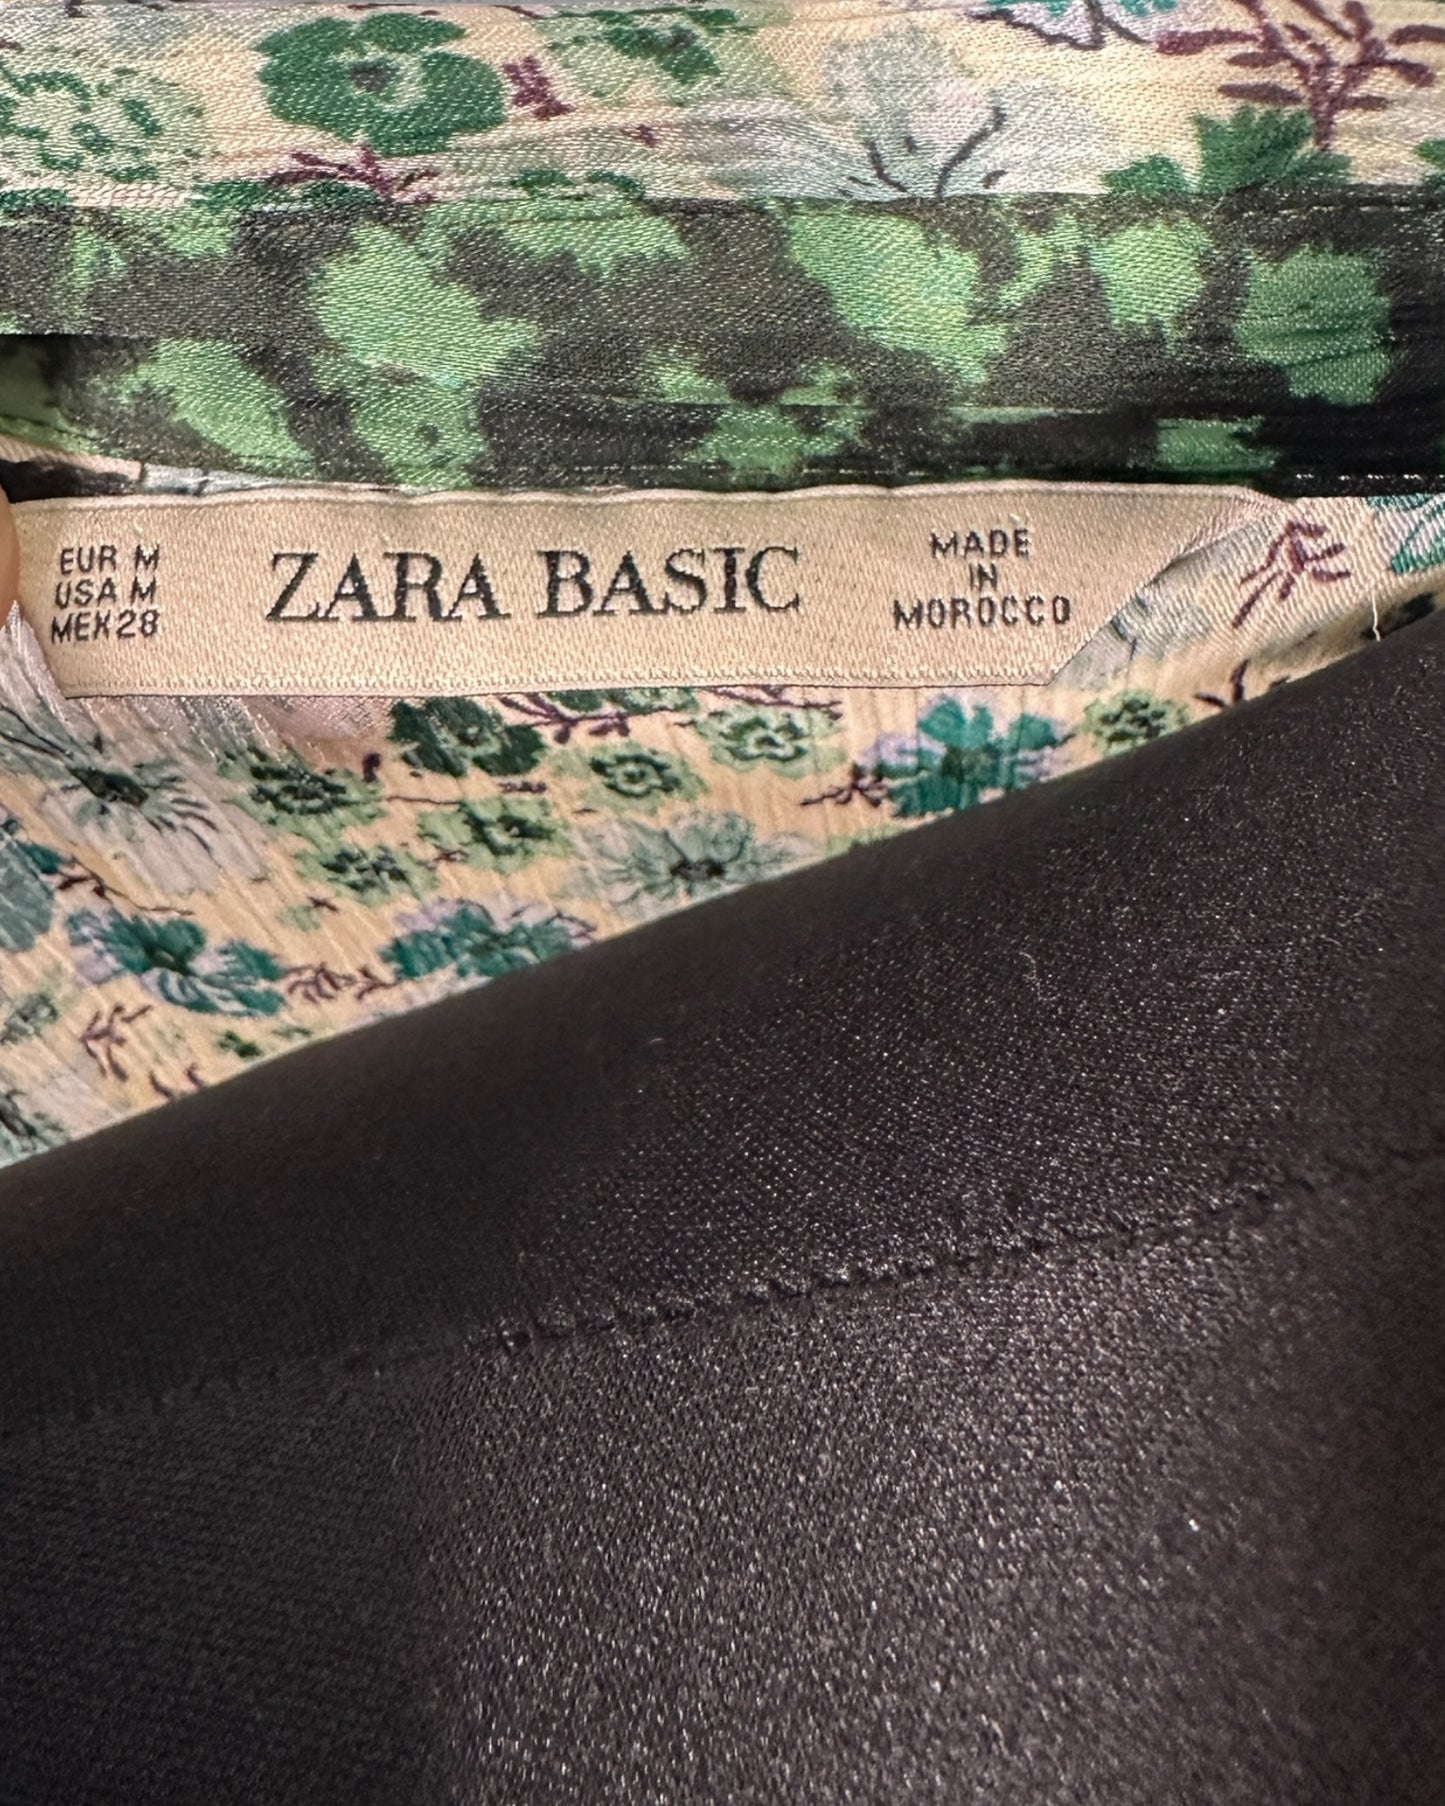 EUR M
USA M
MEX 28
ZARA BASIC
MADE
IN
MOROCCO